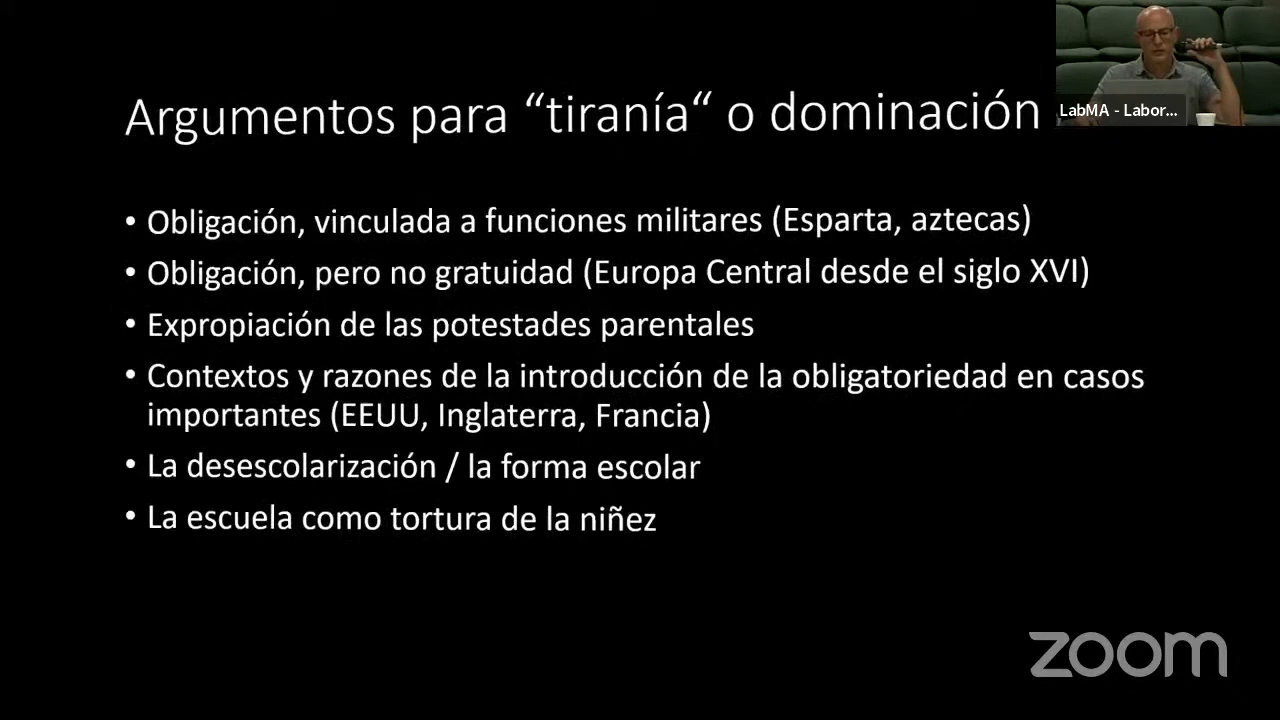 Argumentos para “tiranía“ o dominación
LabMA - Labor...
• Obligación, vinculada a funciones militares (Esparta, aztecas)
• Obligación, pero no gratuidad (Europa Central desde el siglo XVI)
• Expropiación de las potestades parentales
• Contextos y razones de la introducción de la obligatoriedad en casos
importantes (EEUU, Inglaterra, Francia)
• La desescolarización / la forma escolar
• La escuela como tortura de la niñez
zoom